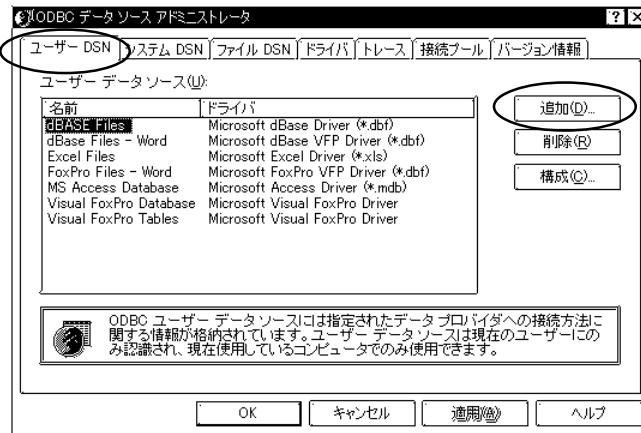 ODBC データ ソース アドミニストレータ
ユーザー DSN システム DSN ファイル DSN ドライバ トレース 接続プール バージョン情報
ユーザー データ ソース(U):
名前 ドライバ
dBASE Files Microsoft dBase Driver (*.dbf)
dBase Files - Word Microsoft dBase VFP Driver (*.dbf)
Excel Files Microsoft Excel Driver (*.xls)
FoxPro Files - Word Microsoft FoxPro VFP Driver (*.dbf)
MS Access Database Microsoft Access Driver (*.mdb)
Visual FoxPro Database Microsoft Visual FoxPro Driver
Visual FoxPro Tables Microsoft Visual FoxPro Driver
追加(D)...
削除(R)
構成(C)...
ODBC ユーザー データ ソースには指定されたデータ プロバイダへの接続方法に
関する情報が格納されています。ユーザー データ ソースは現在のユーザーにの
み認識され、現在使用しているコンピュータでのみ使用できます。
OK キャンセル 適用(A) ヘルプ